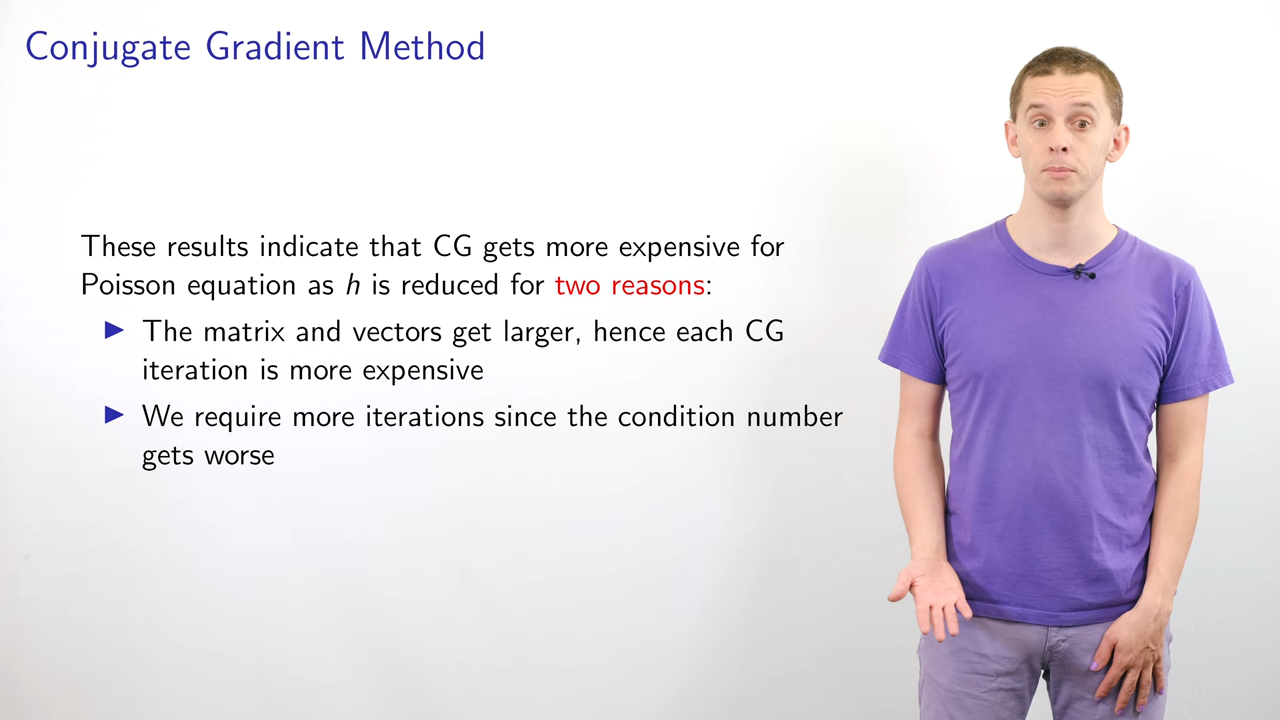 Conjugate Gradient Method
These results indicate that CG gets more expensive for
Poisson equation as h is reduced for two reasons:
▶ The matrix and vectors get larger, hence each CG
iteration is more expensive
▶ We require more iterations since the condition number
gets worse